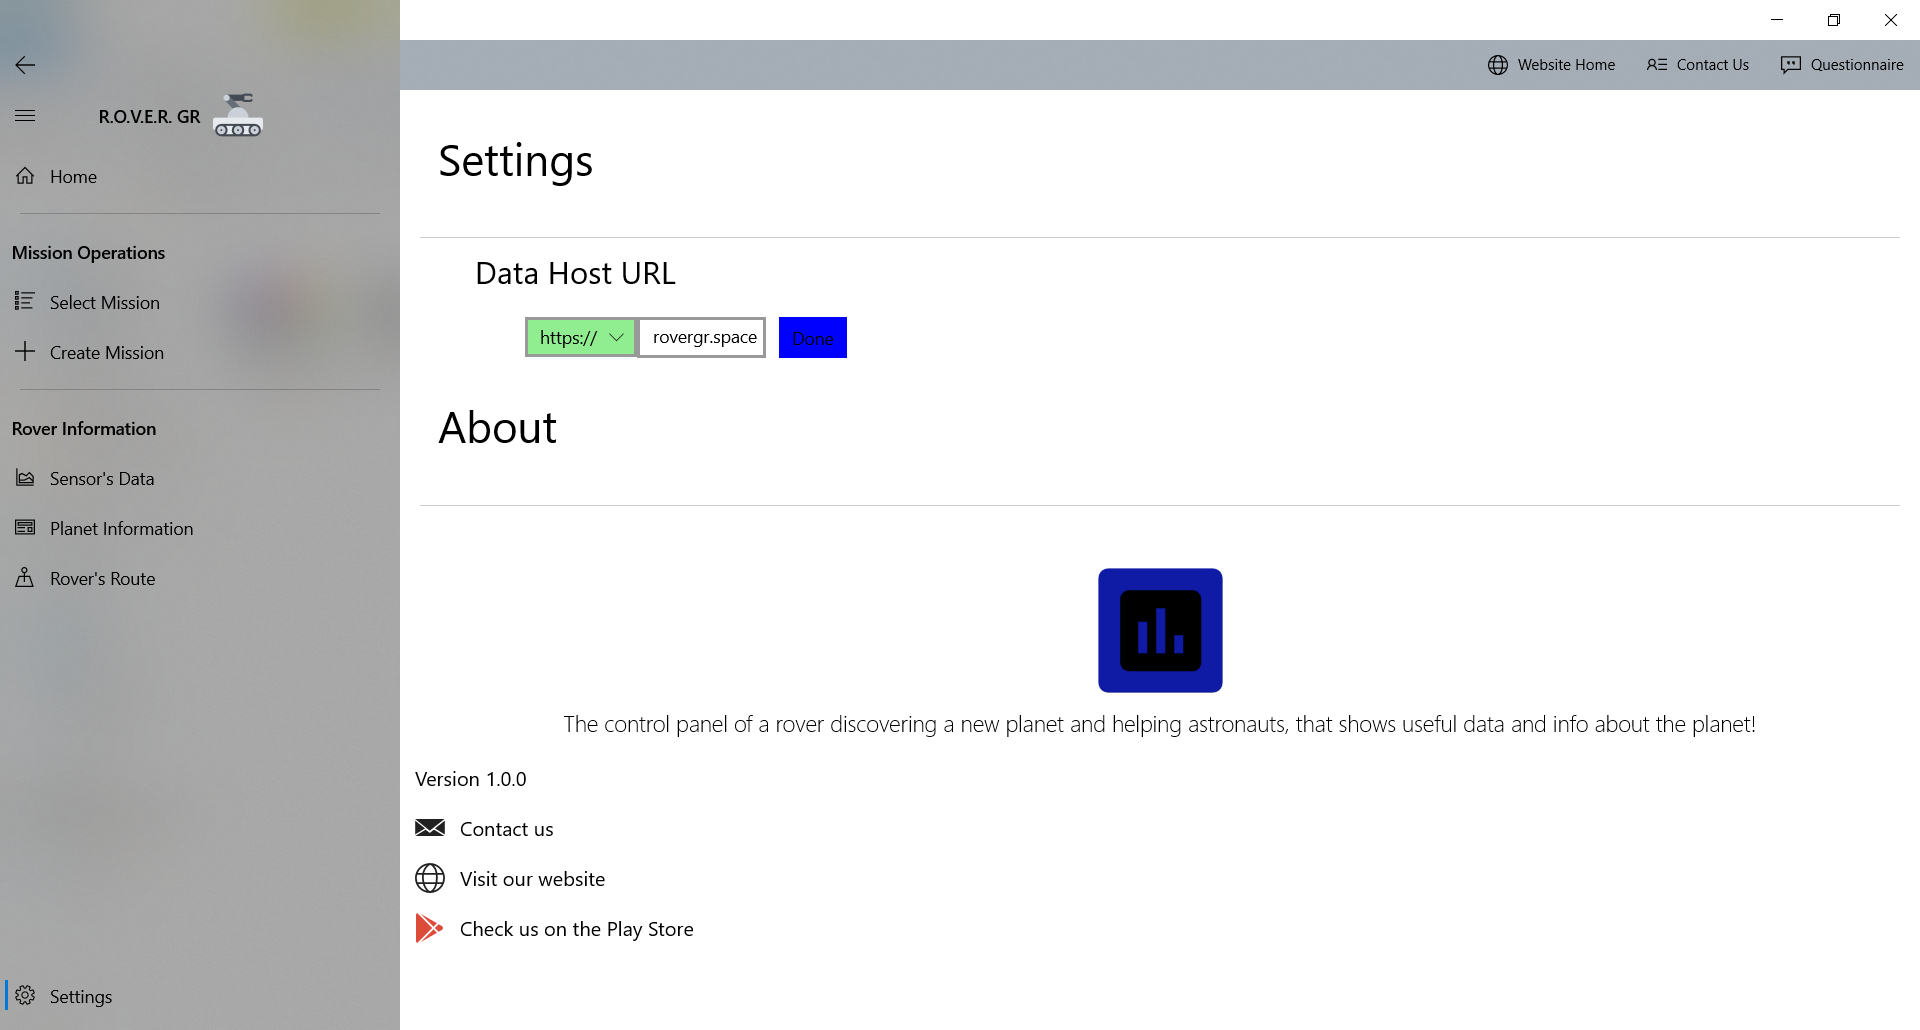 R.O.V.E.R. GR
Home
Mission Operations
Select Mission
Create Mission
Rover Information
Sensor's Data
Planet Information
Rover's Route
Settings
Website Home
Contact Us
Questionnaire
Settings
Data Host URL
https://
rovergr.space
Done
About
The control panel of a rover discovering a new planet and helping astronauts, that shows useful data and info about the planet!
Version 1.0.0
Contact us
Visit our website
Check us on the Play Store